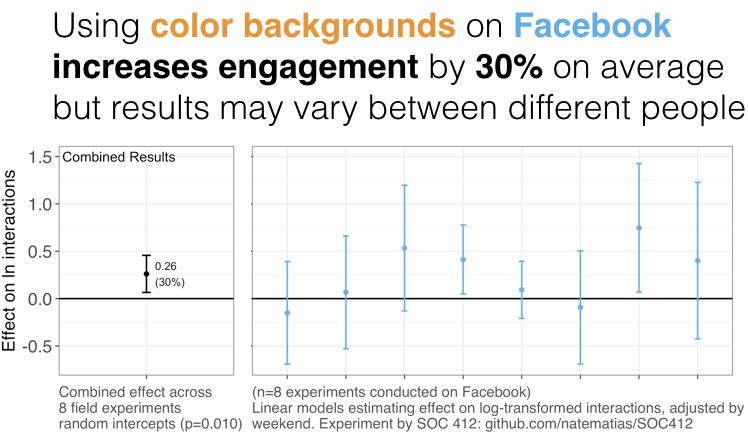 Using color backgrounds on Facebook
increases engagement by 30% on average
but results may vary between different people
Effect on ln interactions
1.5
1.0
0.5
0.0
-0.5
Combined Results
0.26
(30%)
Combined effect across
8 field experiments
random intercepts (p=0.010)
(n=8 experiments conducted on Facebook)
Linear models estimating effect on log-transformed interactions, adjusted by
weekend. Experiment by SOC 412: github.com/natematias/SOC412